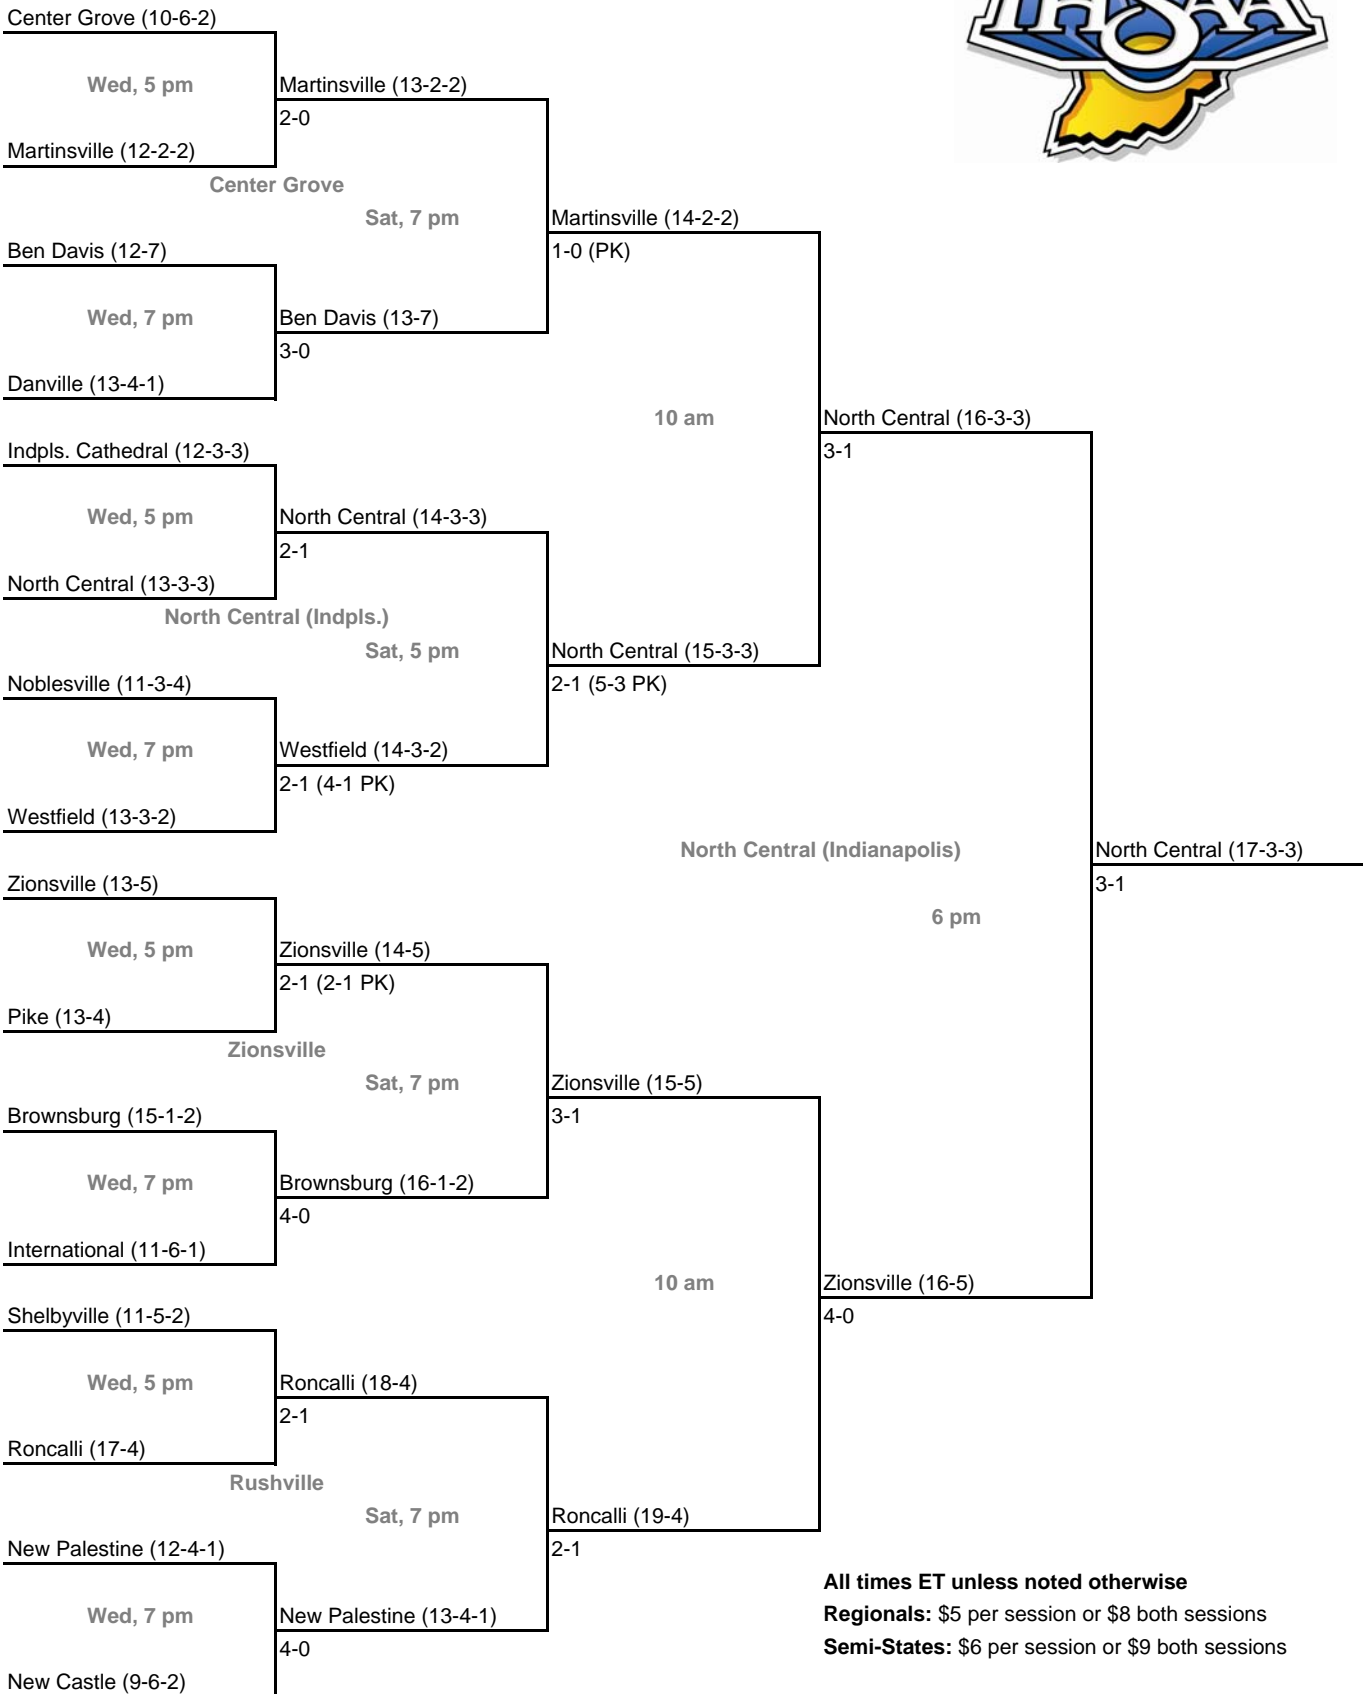 IHSAA
Center Grove (10-6-2)
Wed, 5 pm
Martinsville (13-2-2)
2-0
Martinsville (12-2-2)
Center Grove
Sat, 7 pm
Martinsville (14-2-2)
1-0 (PK)
Ben Davis (12-7)
Wed, 7 pm
Ben Davis (13-7)
3-0
Danville (13-4-1)
10 am
North Central (16-3-3)
3-1
Indpls. Cathedral (12-3-3)
Wed, 5 pm
North Central (14-3-3)
2-1
North Central (13-3-3)
North Central (Indpls.)
Sat, 5 pm
North Central (15-3-3)
2-1 (5-3 PK)
Noblesville (11-3-4)
Wed, 7 pm
Westfield (14-3-2)
2-1 (4-1 PK)
Westfield (13-3-2)
North Central (Indianapolis)
North Central (17-3-3)
3-1
6 pm
Zionsville (13-5)
Wed, 5 pm
Zionsville (14-5)
2-1 (2-1 PK)
Pike (13-4)
Zionsville
Sat, 7 pm
Zionsville (15-5)
3-1
Brownsburg (15-1-2)
Wed, 7 pm
Brownsburg (16-1-2)
4-0
International (11-6-1)
10 am
Zionsville (16-5)
4-0
Shelbyville (11-5-2)
Wed, 5 pm
Roncalli (18-4)
2-1
Roncalli (17-4)
Rushville
Sat, 7 pm
Roncalli (19-4)
2-1
New Palestine (12-4-1)
Wed, 7 pm
New Palestine (13-4-1)
4-0
New Castle (9-6-2)
All times ET unless noted otherwise
Regionals: $5 per session or $8 both sessions
Semi-States: $6 per session or $9 both sessions